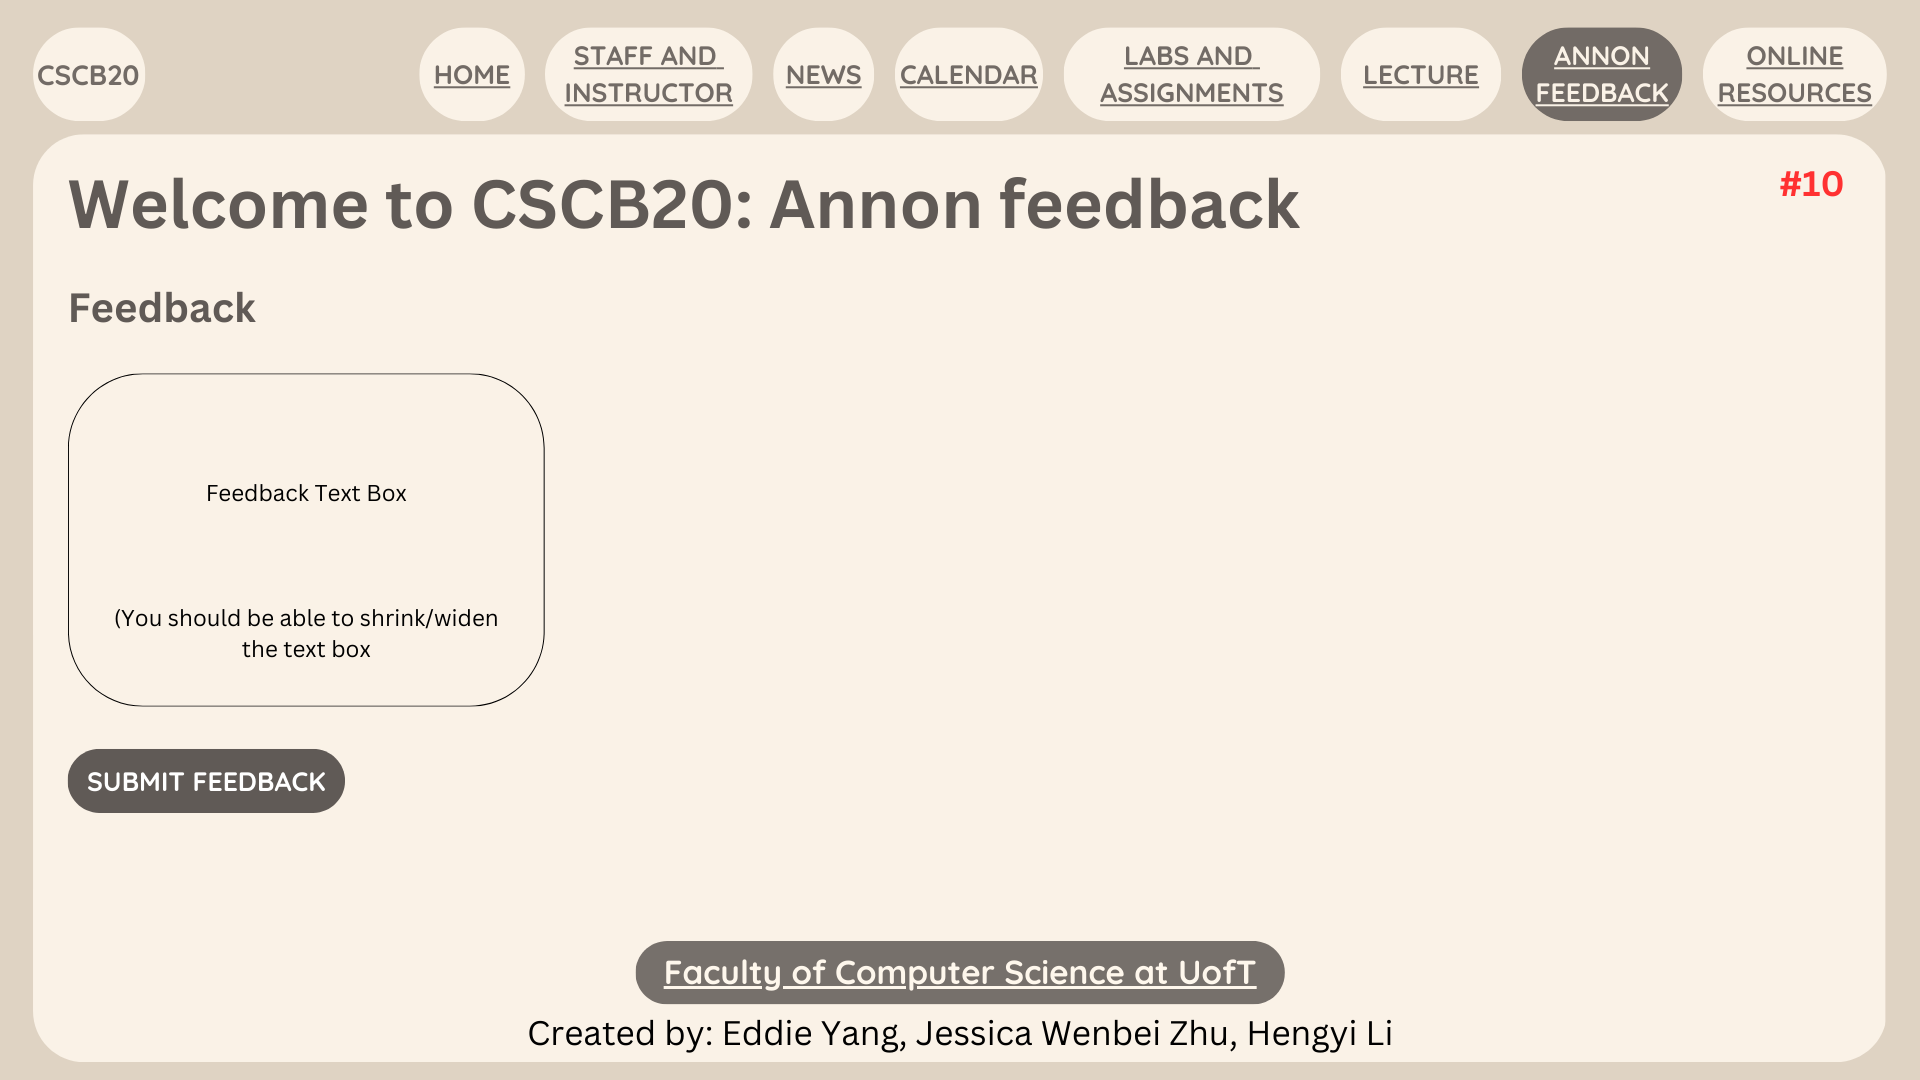 CSCB20
HOME
STAFF AND
INSTRUCTOR
NEWS
CALENDAR
LABS AND
ASSIGNMENTS
LECTURE
ANNON
FEEDBACK
ONLINE
RESOURCES
Welcome to CSCB20: Annon feedback
#10
Feedback
Feedback Text Box
(You should be able to shrink/widen
the text box
SUBMIT FEEDBACK
Faculty of Computer Science at UofT
Created by: Eddie Yang, Jessica Wenbei Zhu, Hengyi Li